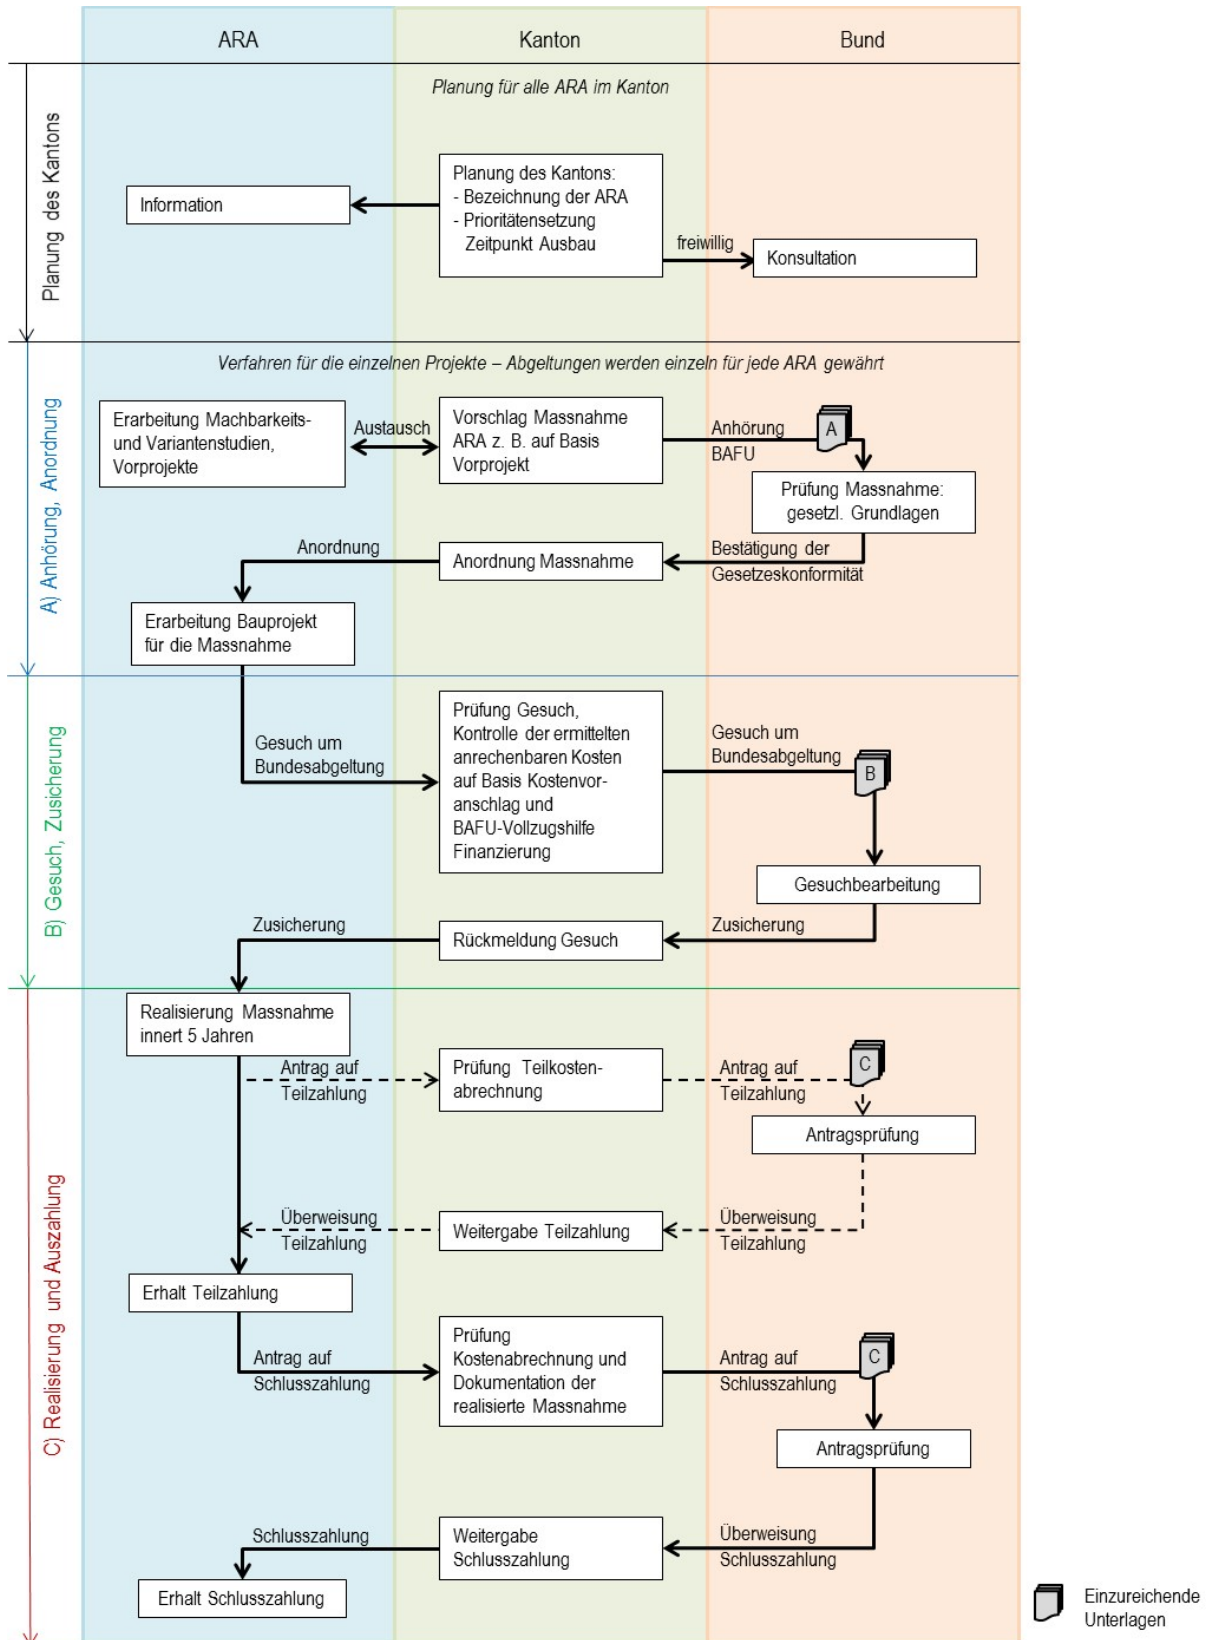 ARA
Kanton
Bund
Planung des Kantons
Planung für alle ARA im Kanton
Information
Planung des Kantons:
- Bezeichnung der ARA
- Prioritätensetzung
Zeitpunkt Ausbau
freiwillig
Konsultation
A) Anhörung, Anordnung
Verfahren für die einzelnen Projekte – Abgeltungen werden einzeln für jede ARA gewährt
Erarbeitung Machbarkeits-
und Variantenstudien,
Vorprojekte
Austausch
Vorschlag Massnahme
ARA z. B. auf Basis
Vorprojekt
Anhörung
BAFU
A
Prüfung Massnahme:
gesetzl. Grundlagen
Bestätigung der
Gesetzeskonformität
Anordnung Massnahme
Anordnung
Erarbeitung Bauprojekt
für die Massnahme
B) Gesuch, Zusicherung
Gesuch um
Bundesabgeltung
Prüfung Gesuch,
Kontrolle der ermittelten
anrechenbaren Kosten
auf Basis Kostenvor-
anschlag und
BAFU-Vollzugshilfe
Finanzierung
Gesuch um
Bundesabgeltung
B
Gesuchbearbeitung
Zusicherung
Rückmeldung Gesuch
Zusicherung
C) Realisierung und Auszahlung
Realisierung Massnahme
innert 5 Jahren
Antrag auf
Teilzahlung
Prüfung Teilkosten-
abrechnung
Antrag auf
Teilzahlung
C
Antragsprüfung
Überweisung
Teilzahlung
Weitergabe Teilzahlung
Überweisung
Teilzahlung
Erhalt Teilzahlung
Antrag auf
Schlusszahlung
Prüfung
Kostenabrechnung und
Dokumentation der
realisierte Massnahme
Antrag auf
Schlusszahlung
C
Antragsprüfung
Überweisung
Schlusszahlung
Weitergabe
Schlusszahlung
Schlusszahlung
Erhalt Schlusszahlung
Einzureichende
Unterlagen